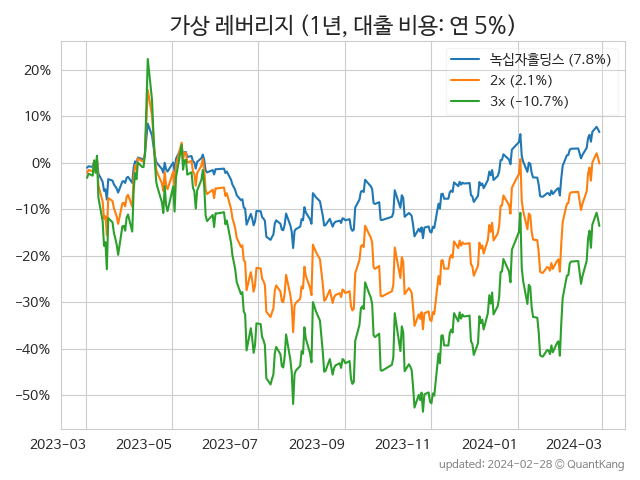 가상 레버리지 (1년, 대출 비용: 연 5%)
녹십자홀딩스 (7.8%)
2x (2.1%)
3x (−10.7%)
20%
10%
0%
−10%
−20%
−30%
−40%
−50%
2023-03 2023-05 2023-07 2023-09 2023-11 2024-01 2024-03
updated: 2024-02-28 ⓒ QuantKang